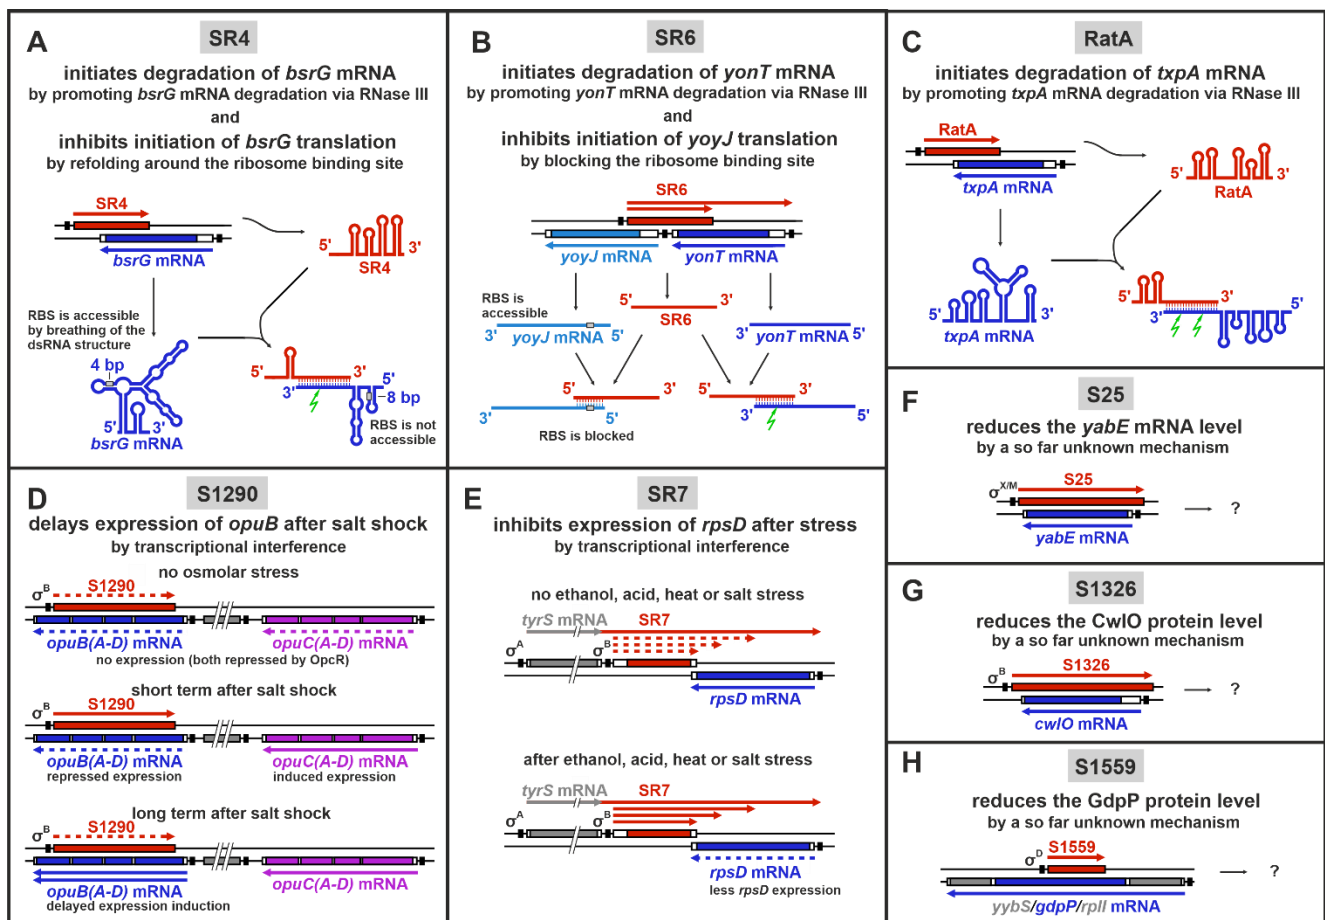 A
SR4
initiates degradation of bsrG mRNA
by promoting bsrG mRNA degradation via RNase III
and
inhibits initiation of bsrG translation
by refolding around the ribosome binding site
SR4
bsrG mRNA
5' 3'
SR4
RBS is accessible
by breathing of the
dsRNA structure
4 bp
5' 3'
bsrG mRNA
5'
3' 5'
8 bp
RBS is not
accessible
B
SR6
initiates degradation of yonT mRNA
by promoting yonT mRNA degradation via RNase III
and
inhibits initiation of yoyJ translation
by blocking the ribosome binding site
SR6
yoyJ mRNA yonT mRNA
RBS is
accessible
5' 3'
SR6
3' 5'
yoyJ mRNA
3' 5'
yonT mRNA
5' 3'
3' 5'
RBS is blocked
5' 3'
3' 5'
C
RatA
initiates degradation of txpA mRNA
by promoting txpA mRNA degradation via RNase III
RatA
txpA mRNA
5' 3'
RatA
5' 3'
txpA mRNA
5' 3'
3' 5'
D
S1290
delays expression of opuB after salt shock
by transcriptional interference
no osmolar stress
σB S1290
opuB(A-D) mRNA opuC(A-D) mRNA
no expression (both repressed by OpcR)
short term after salt shock
σB S1290
opuB(A-D) mRNA opuC(A-D) mRNA
repressed expression induced expression
long term after salt shock
σB S1290
opuB(A-D) mRNA opuC(A-D) mRNA
delayed expression induction
E
SR7
inhibits expression of rpsD after stress
by transcriptional interference
no ethanol, acid, heat or salt stress
tyrS mRNA SR7
σA σB
rpsD mRNA
after ethanol, acid, heat or salt stress
tyrS mRNA SR7
σA σB
rpsD mRNA
less rpsD expression
F
S25
reduces the yabE mRNA level
by a so far unknown mechanism
σX/M S25
yabE mRNA
?
G
S1326
reduces the CwlO protein level
by a so far unknown mechanism
σB S1326
cwlO mRNA
?
H
S1559
reduces the GdpP protein level
by a so far unknown mechanism
σD S1559
yybS/gdpP/rplI mRNA
?